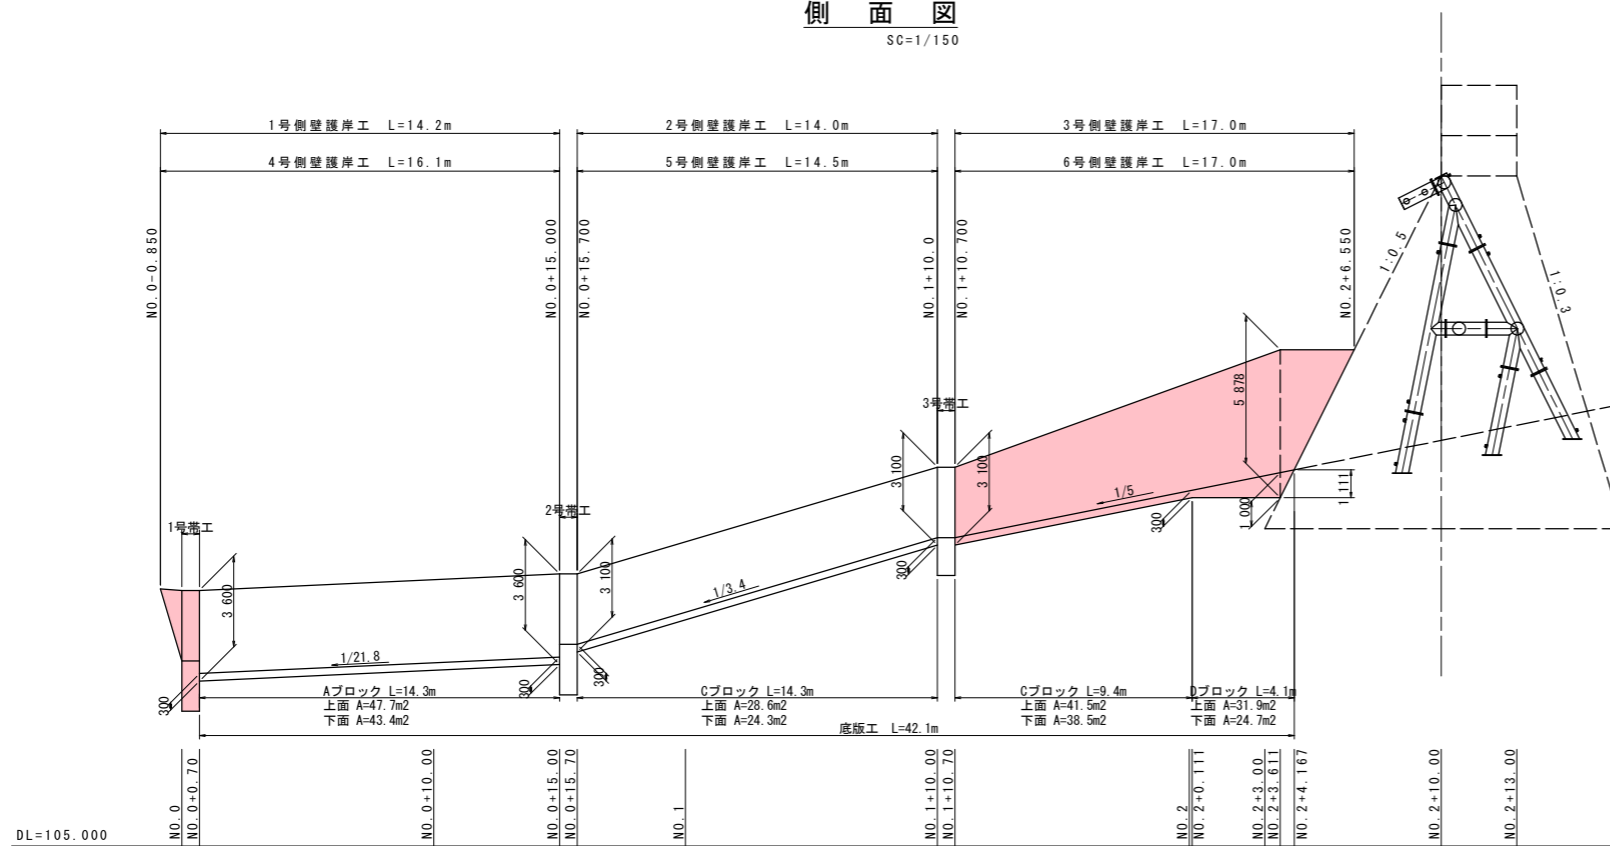 側 面 図
SC=1/150
1号側壁護岸工 L=14.2m
2号側壁護岸工 L=14.0m
3号側壁護岸工 L=17.0m
4号側壁護岸工 L=16.1m
5号側壁護岸工 L=14.5m
6号側壁護岸工 L=17.0m
NO.0-0.850
NO.0+15.000
NO.0+15.700
NO.1+10.0
NO.1+10.700
NO.2+6.550
1:0.5
1:0.3
5 878
3号帯工
3 100
3 100
1/5
300
1 000
1 111
2号帯工
1号帯工
3 600
3 600
3 100
1/3.4
300
1/21.8
300
300
300
Aブロック L=14.3m
上面 A=47.7m2
下面 A=43.4m2
Cブロック L=14.3m
上面 A=28.6m2
下面 A=24.3m2
Cブロック L=9.4m
上面 A=41.5m2
下面 A=38.5m2
Dブロック L=4.1m
上面 A=31.9m2
下面 A=24.7m2
底版工 L=42.1m
NO.0
NO.0+0.70
NO.0+10.00
NO.0+15.00
NO.0+15.70
NO.1
NO.1+10.00
NO.1+10.70
NO.2
NO.2+0.111
NO.2+3.00
NO.2+3.611
NO.2+4.167
NO.2+10.00
NO.2+13.00
DL=105.000